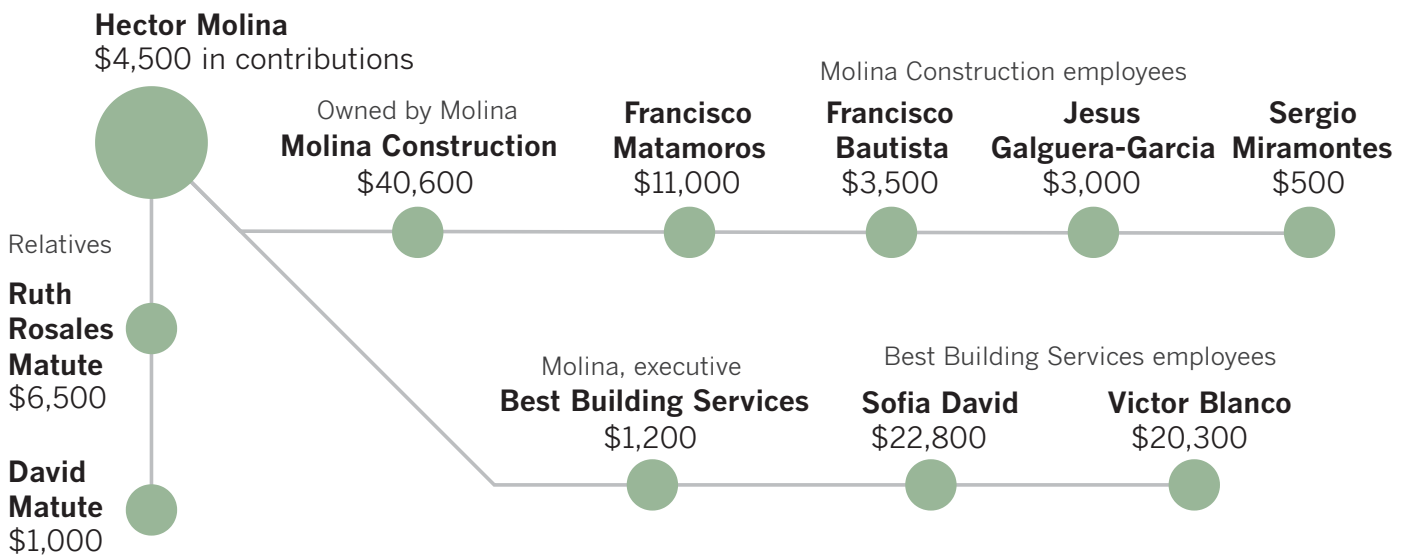 Hector Molina
$4,500 in contributions
Molina Construction employees
Owned by Molina
Molina Construction
$40,600
Francisco
Matamoros
$11,000
Francisco
Bautista
$3,500
Jesus
Galguera-Garcia
$3,000
Sergio
Miramontes
$500
Relatives
Ruth
Rosales
Matute
$6,500
David
Matute
$1,000
Molina, executive
Best Building Services
$1,200
Best Building Services employees
Sofia David
$22,800
Victor Blanco
$20,300